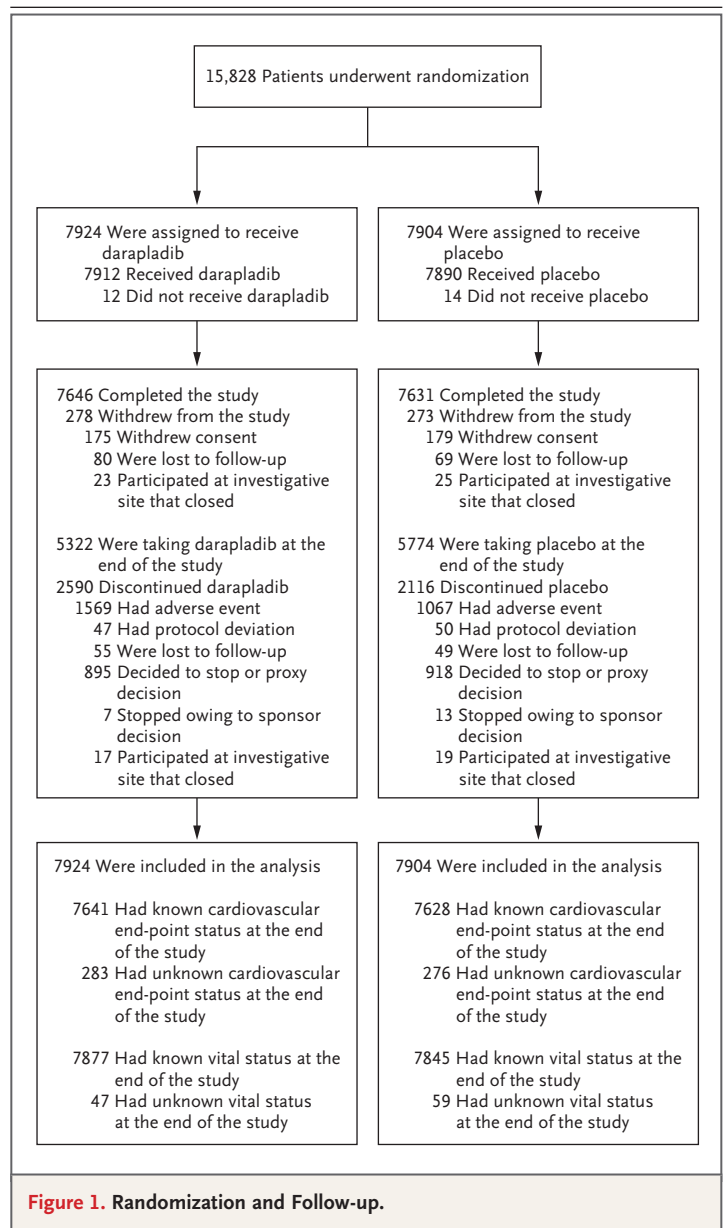 15,828 Patients underwent randomization
7924 Were assigned to receive
darapladib
7912 Received darapladib
12 Did not receive darapladib
7904 Were assigned to receive
placebo
7890 Received placebo
14 Did not receive placebo
7646 Completed the study
278 Withdrew from the study
175 Withdrew consent
80 Were lost to follow-up
23 Participated at investigative
site that closed
5322 Were taking darapladib at the
end of the study
2590 Discontinued darapladib
1569 Had adverse event
47 Had protocol deviation
55 Were lost to follow-up
895 Decided to stop or proxy
decision
7 Stopped owing to sponsor
decision
17 Participated at investigative
site that closed
7631 Completed the study
273 Withdrew from the study
179 Withdrew consent
69 Were lost to follow-up
25 Participated at investigative
site that closed
5774 Were taking placebo at the
end of the study
2116 Discontinued placebo
1067 Had adverse event
50 Had protocol deviation
49 Were lost to follow-up
918 Decided to stop or proxy
decision
13 Stopped owing to sponsor
decision
19 Participated at investigative
site that closed
7924 Were included in the analysis
7641 Had known cardiovascular
end-point status at the end
of the study
283 Had unknown cardiovascular
end-point status at the end
of the study
7877 Had known vital status at the
end of the study
47 Had unknown vital status
at the end of the study
7904 Were included in the analysis
7628 Had known cardiovascular
end-point status at the end
of the study
276 Had unknown cardiovascular
end-point status at the end
of the study
7845 Had known vital status at the
end of the study
59 Had unknown vital status
at the end of the study
Figure 1. Randomization and Follow-up.